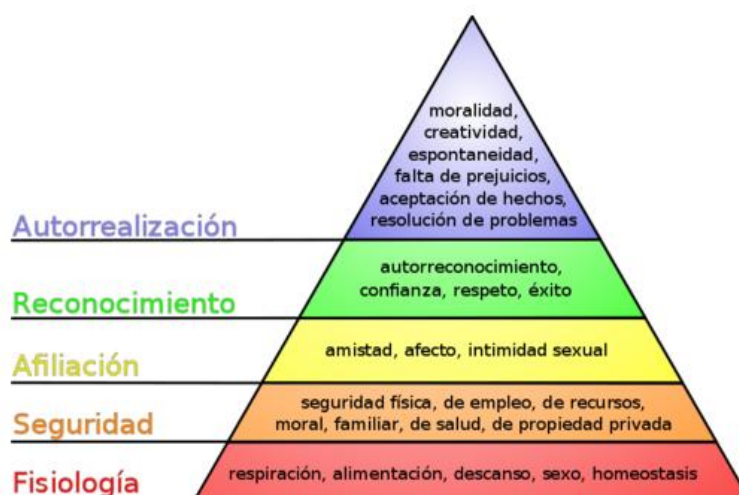 moralidad,
creatividad,
espontaneidad,
falta de prejuicios,
aceptación de hechos,
resolución de problemas
Autorrealización
autorreconocimiento,
confianza, respeto, éxito
Reconocimiento
amistad, afecto, intimidad sexual
Afiliación
seguridad física, de empleo, de recursos,
moral, familiar, de salud, de propiedad privada
Seguridad
respiración, alimentación, descanso, sexo, homeostasis
Fisiología